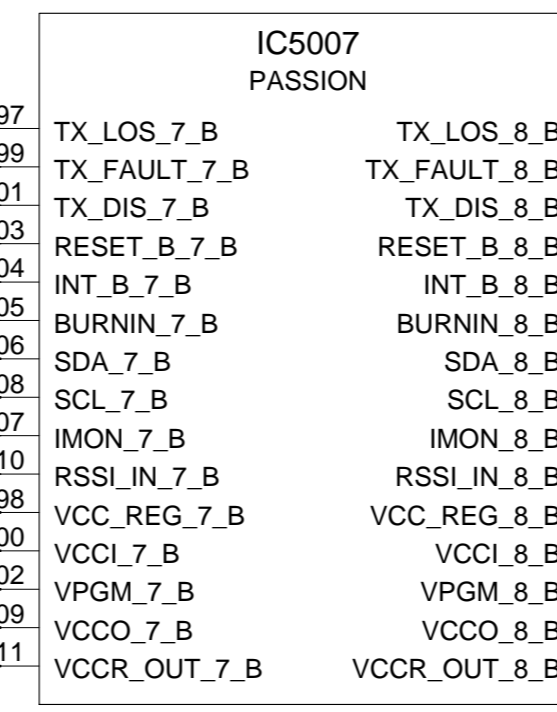 IC5007
PASSION
97 TX_LOS_7_B TX_LOS_8_B
99 TX_FAULT_7_B TX_FAULT_8_B
01 TX_DIS_7_B TX_DIS_8_B
03 RESET_B_7_B RESET_B_8_B
04 INT_B_7_B INT_B_8_B
05 BURNIN_7_B BURNIN_8_B
06 SDA_7_B SDA_8_B
08 SCL_7_B SCL_8_B
07 IMON_7_B IMON_8_B
10 RSSI_IN_7_B RSSI_IN_8_B
98 VCC_REG_7_B VCC_REG_8_B
00 VCCI_7_B VCCI_8_B
02 VPGM_7_B VPGM_8_B
09 VCCO_7_B VCCO_8_B
11 VCCR_OUT_7_B VCCR_OUT_8_B